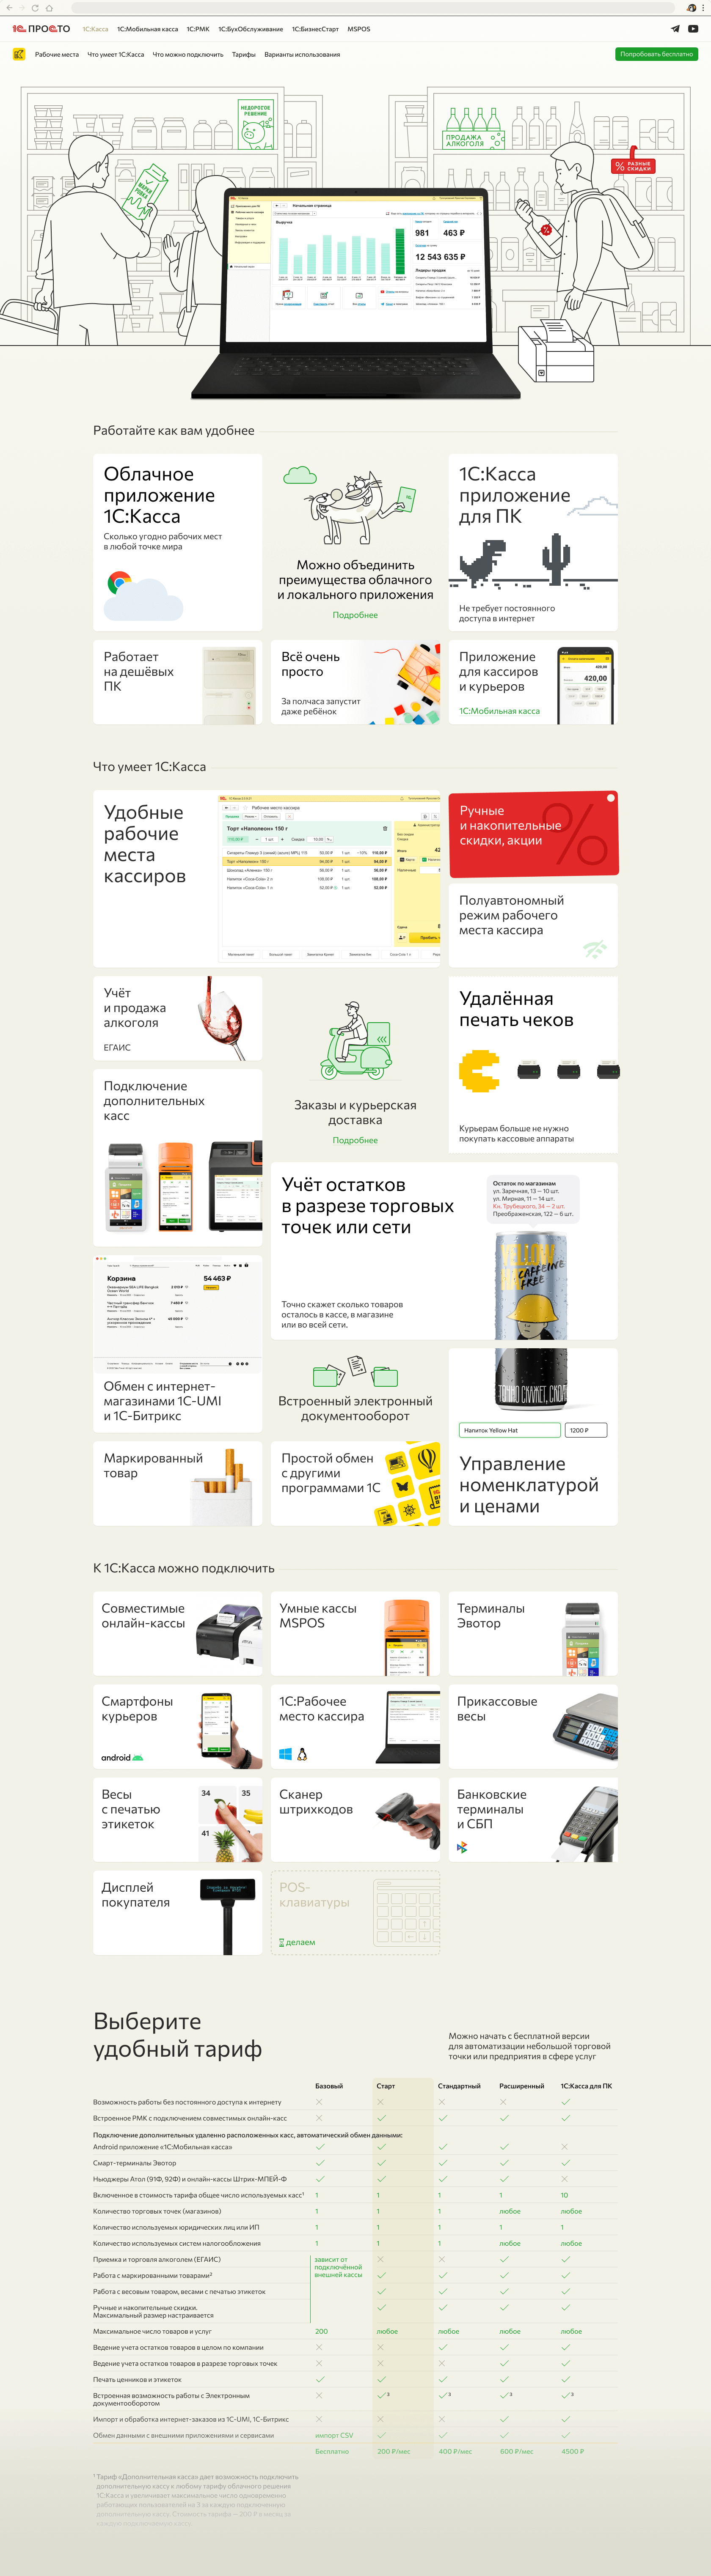 1С ПРОСТО
1С:Касса 1С:Мобильная касса 1С:РМК 1С:БухОбслуживание 1С:БизнесСтарт MSPOS
Рабочие места Что умеет 1С:Касса Что можно подключить Тарифы Варианты использования
Попробовать бесплатно
НЕДОРОГОЕ
РЕШЕНИЕ
ПРОДАЖА
АЛКОГОЛЯ
% РАЗНЫЕ
СКИДКИ
Начальная страница
Выручка
981 463 ₽
12 543 635 ₽
Лидеры продаж
Работайте как вам удобнее
Облачное
приложение
1С:Касса
Сколько угодно рабочих мест
в любой точке мира
Можно объединить
преимущества облачного
и локального приложения
Подробнее
1С:Касса
приложение
для ПК
Не требует постоянного
доступа в интернет
Работает
на дешёвых
ПК
Всё очень
просто
За полчаса запустит
даже ребёнок
Приложение
для кассиров
и курьеров
1С:Мобильная касса
420,00
Что умеет 1С:Касса
Удобные
рабочие
места
кассиров
Рабочее место кассира
Торт «Наполеон» 150 г
Ручные
и накопительные
скидки, акции
Полуавтономный
режим рабочего
места кассира
Учёт
и продажа
алкоголя
ЕГАИС
Заказы и курьерская
доставка
Подробнее
Удалённая
печать чеков
Курьерам больше не нужно
покупать кассовые аппараты
Подключение
дополнительных
касс
Учёт остатков
в разрезе торговых
точек или сети
Точно скажет сколько товаров
осталось в кассе, в магазине
или во всей сети.
Остаток по магазинам
ул. Заречная, 13 — 10 шт.
ул. Мирная, 11 — 14 шт.
Кн. Трубецкого, 34 — 2 шт.
Преображенская, 122 — 6 шт.
CAFFEINE
FREE
Корзина 54 463 ₽
Обмен с интернет-
магазинами 1С-UMI
и 1С-Битрикс
Встроенный электронный
документооборот
ТОЧНО СКАЖЕТ, СКОЛ
Напиток Yellow Hat 1200 ₽
Управление
номенклатурой
и ценами
Маркированный
товар
Простой обмен
с другими
программами 1С
К 1С:Касса можно подключить
Совместимые
онлайн-кассы
Умные кассы
MSPOS
Терминалы
Эвотор
Смартфоны
курьеров
android
1С:Рабочее
место кассира
Прикассовые
весы
Весы
с печатью
этикеток
34 35
41
Сканер
штрихкодов
Банковские
терминалы
и СБП
Дисплей
покупателя
POS-
клавиатуры
делаем
Выберите
удобный тариф
Можно начать с бесплатной версии
для автоматизации небольшой торговой
точки или предприятия в сфере услуг
Базовый Старт Стандартный Расширенный 1С:Касса для ПК
Возможность работы без постоянного доступа к интернету
Встроенное РМК с подключением совместимых онлайн-касс
Подключение дополнительных удаленно расположенных касс, автоматический обмен данными:
Android приложение «1С:Мобильная касса»
Смарт-терминалы Эвотор
Ньюджеры Атол (91Ф, 92Ф) и онлайн-кассы Штрих-МПЕЙ-Ф
Включенное в стоимость тарифа общее число используемых касс¹ 1 1 1 1 10
Количество торговых точек (магазинов) 1 1 1 любое любое
Количество используемых юридических лиц или ИП 1 1 1 1 1
Количество используемых систем налогообложения 1 1 1 любое любое
Приемка и торговля алкоголем (ЕГАИС) зависит от
подключённой
внешней кассы
Работа с маркированными товарами²
Работа с весовым товаром, весами с печатью этикеток
Ручные и накопительные скидки.
Максимальный размер настраивается
Максимальное число товаров и услуг 200 любое любое любое любое
Ведение учета остатков товаров в целом по компании
Ведение учета остатков товаров в разрезе торговых точек
Печать ценников и этикеток
Встроенная возможность работы с Электронным
документооборотом 3 3 3 3
Импорт и обработка интернет-заказов из 1С-UMI, 1С-Битрикс
Обмен данными с внешними приложениями и сервисами импорт CSV
Бесплатно 200 ₽/мес 400 ₽/мес 600 ₽/мес 4500 ₽
¹ Тариф «Дополнительная касса» дает возможность подключить
дополнительную кассу к любому тарифу облачного решения
1С:Касса и увеличивает максимальное число одновременно
работающих пользователей на 3 за каждую подключенную
дополнительную кассу. Стоимость тарифа — 200 ₽ в месяц за